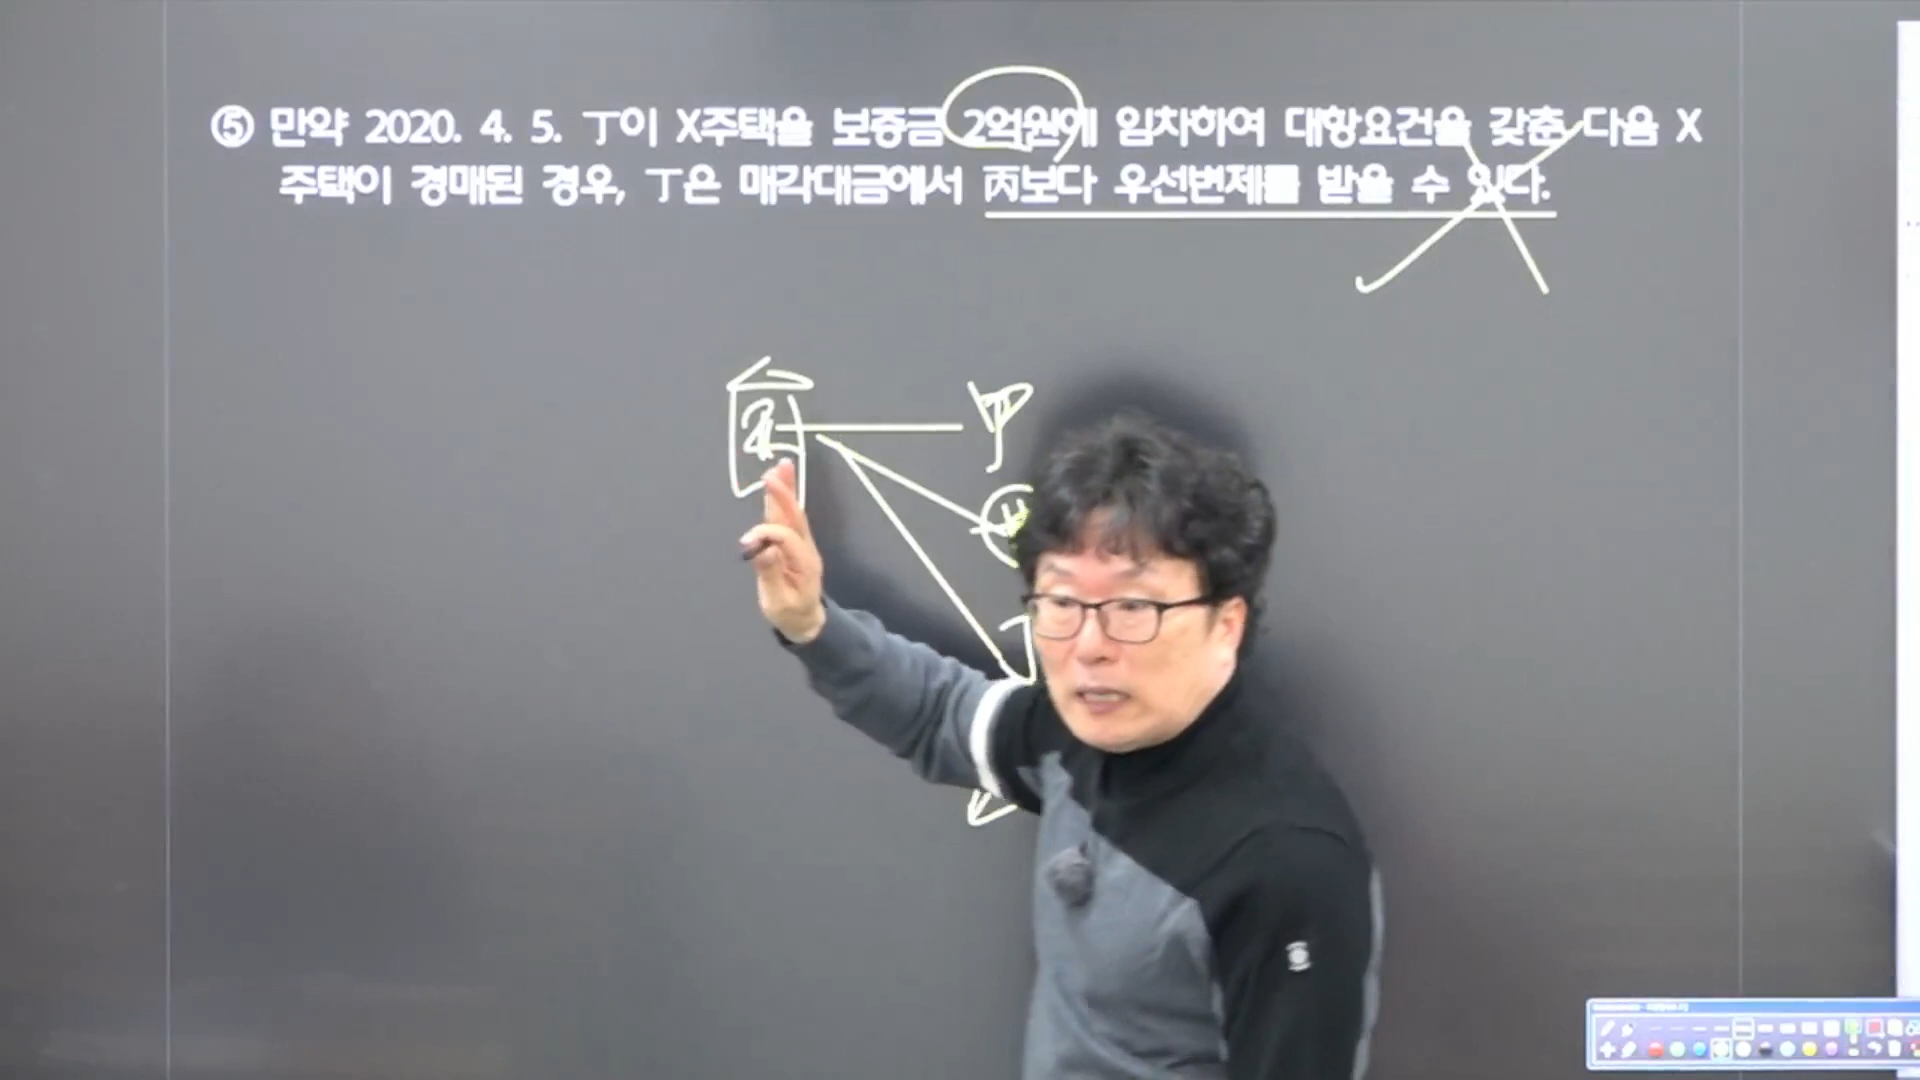 ⑤ 만약 2020. 4. 5. 丁이 X주택을 보증금 2억원에 임차하여 대항요건을 갖춘 다음 X
주택이 경매된 경우, 丁은 매각대금에서 丙보다 우선변제를 받을 수 있다.
甲